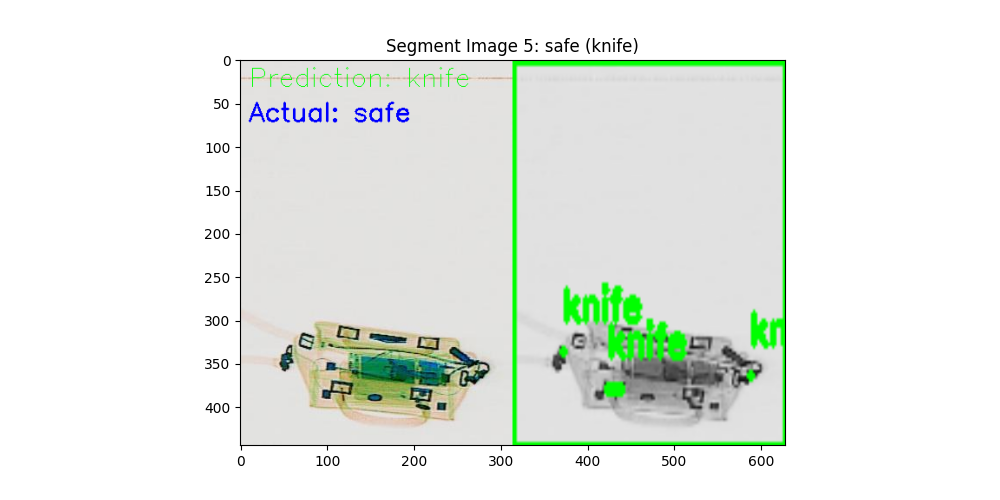 Segment Image 5: safe (knife)
Prediction: knife
Actual: safe
knife
knife
kn
0
50
100
150
200
250
300
350
400
0
100
200
300
400
500
600